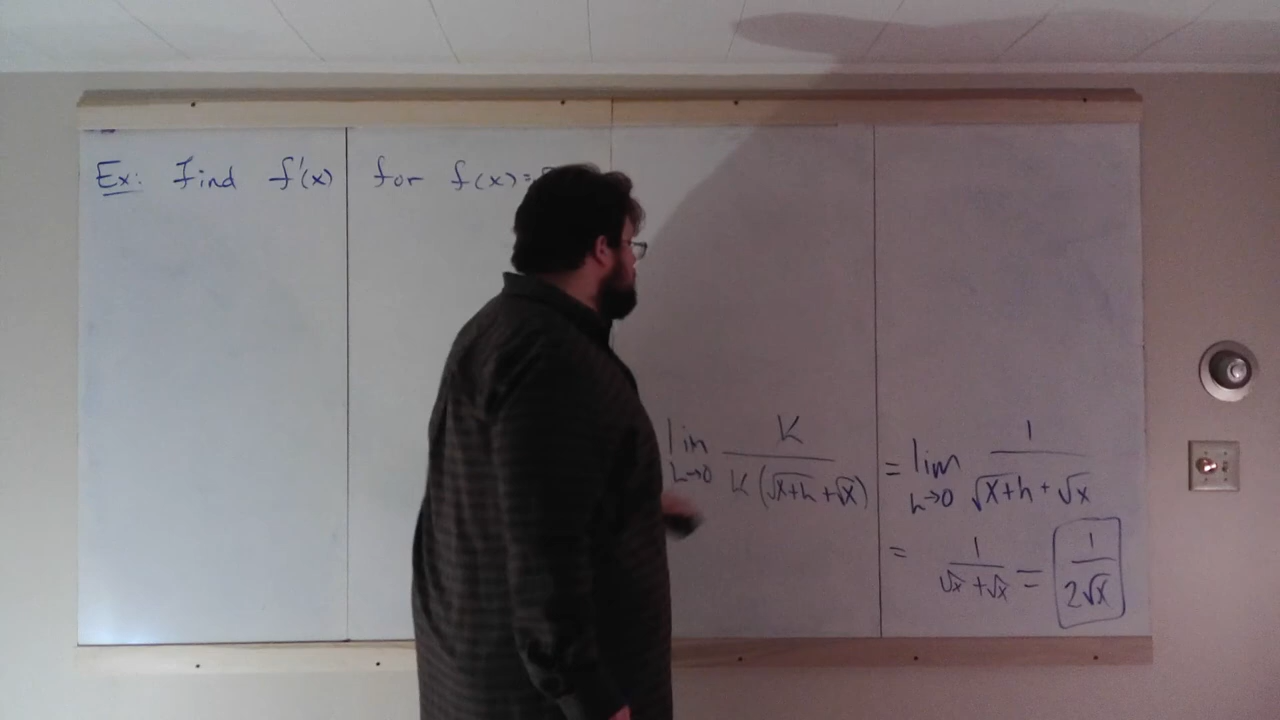 Ex: Find f'(x) for f(x)=
lim h→0 h / h(√x+h + √x) = lim h→0 1 / √x+h + √x
= 1 / √x + √x = 1 / 2√x